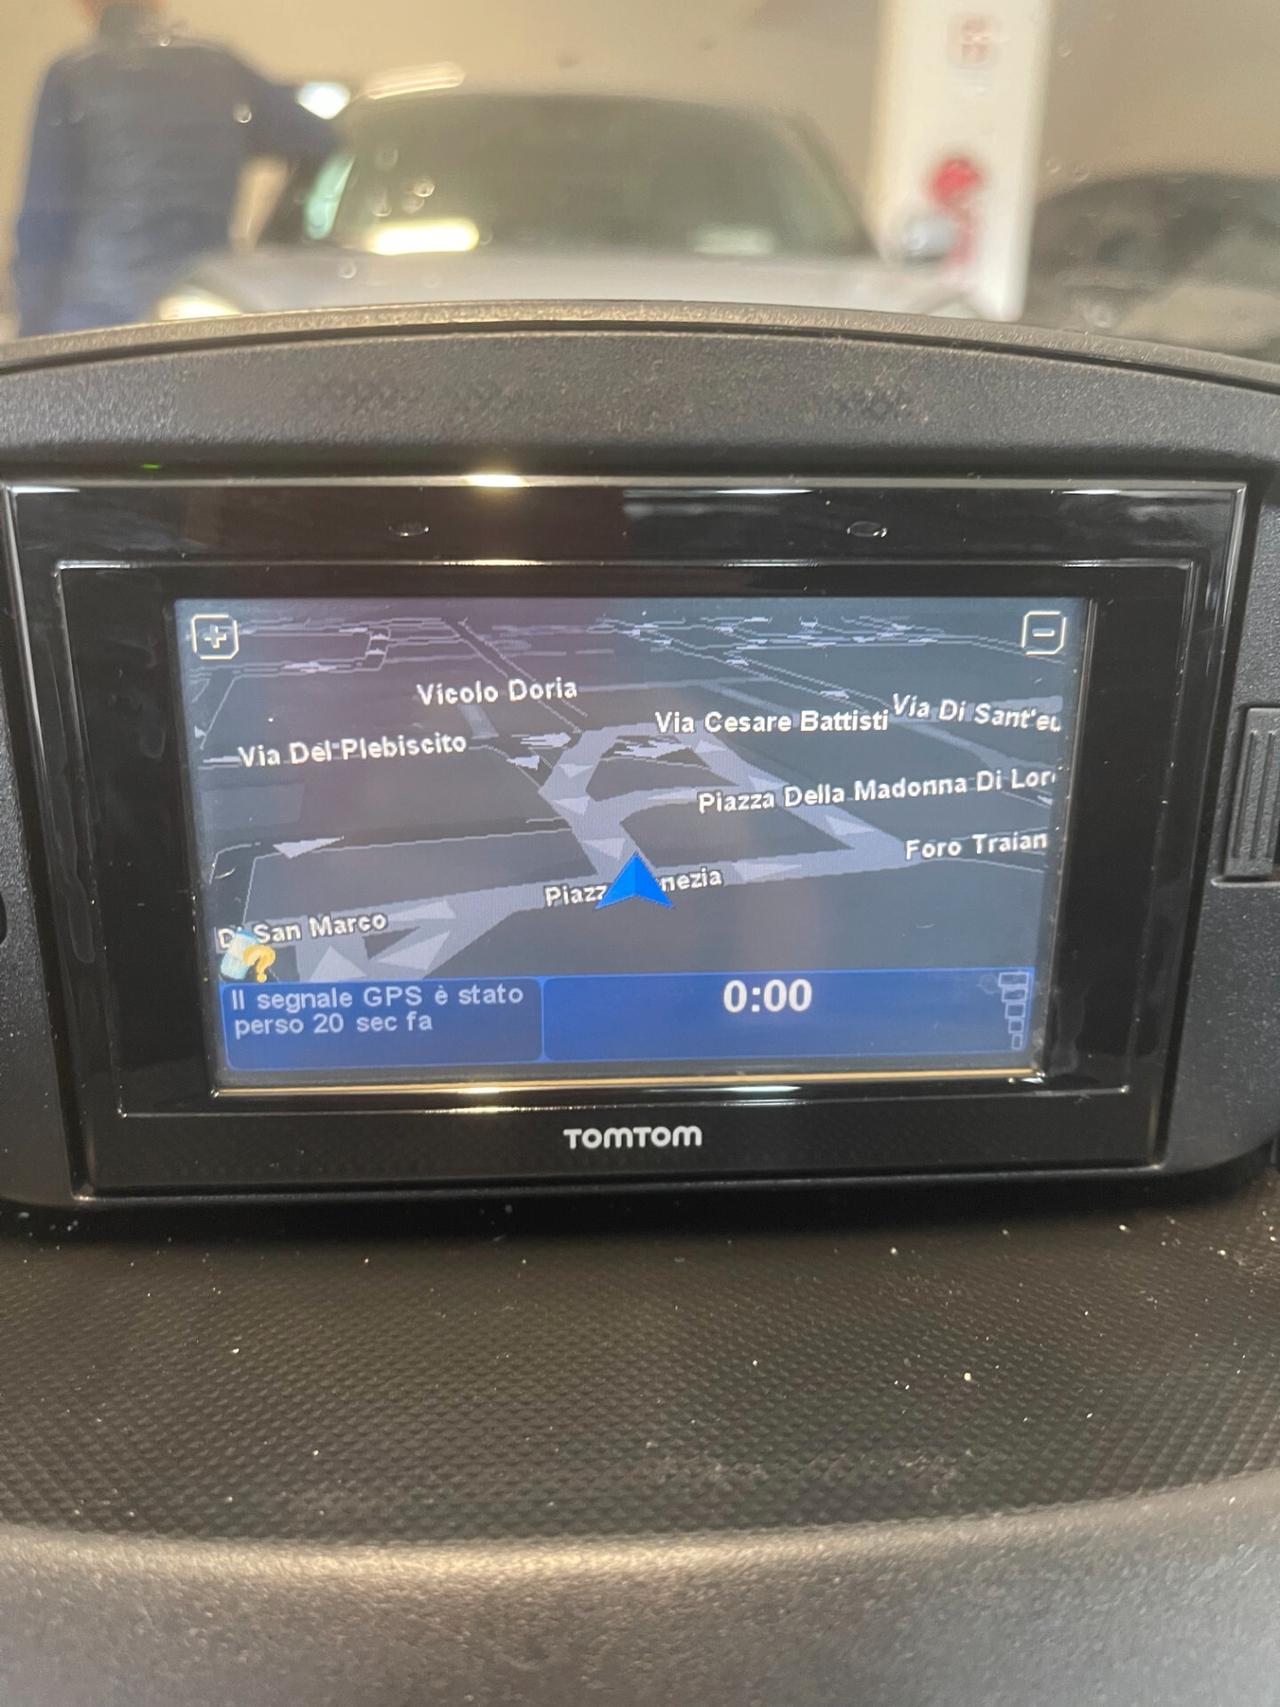 +
-
Vicolo Doria
Via Cesare Battisti
Via Di Sant'eu
Via Del Plebiscito
Piazza Della Madonna Di Lor
Foro Traian
Piazz nezia
Di San Marco
?
Il segnale GPS è stato
perso 20 sec fa
0:00
TOMTOM